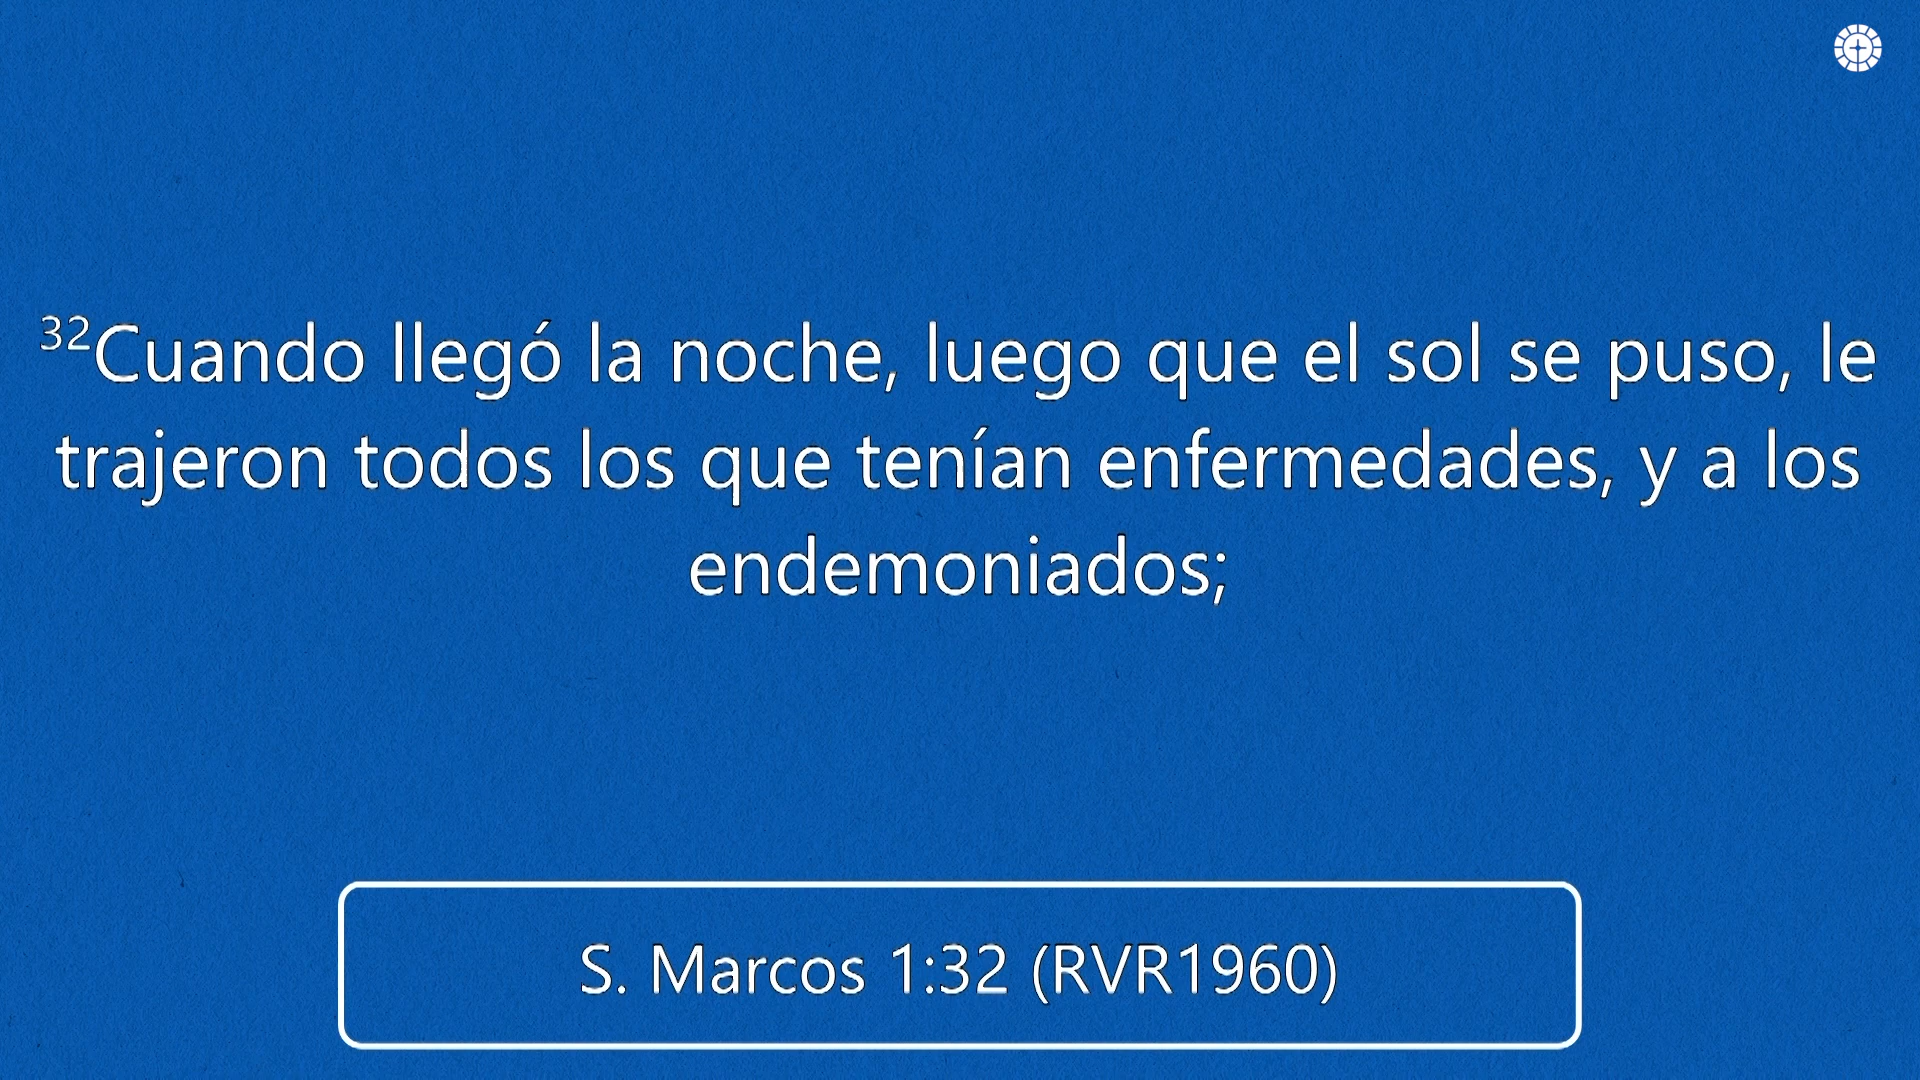 32Cuando llegó la noche, luego que el sol se puso, le
trajeron todos los que tenían enfermedades, y a los
endemoniados;
S. Marcos 1:32 (RVR1960)